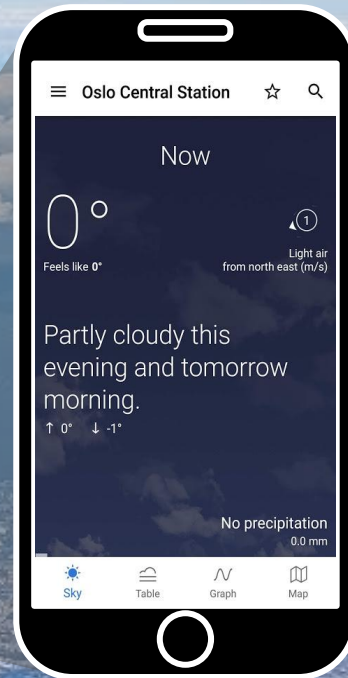 Oslo Central Station
Now
0°
1
Feels like 0°
Light air
from north east (m/s)
Partly cloudy this
evening and tomorrow
morning.
↑ 0° ↓ -1°
No precipitation
0.0 mm
Sky Table Graph Map